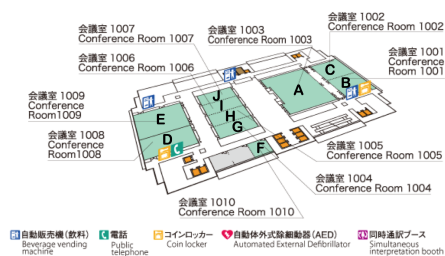 会議室 1007
Conference Room 1007
会議室 1003
Conference Room 1003
会議室 1002
Conference Room 1002
会議室 1006
Conference
Room 1006
会議室 1001
Conference
Room 1001
会議室 1009
Conference
Room1009
会議室 1008
Conference
Room1008
C
B
A
J
I
H
G
E
D
F
会議室 1005
Conference Room 1005
会議室 1004
Conference Room 1004
会議室 1010
Conference Room 1010
自動販売機(飲料)
Beverage vending
machine
電話
Public
telephone
コインロッカー
Coin locker
自動体外式除細動器(AED)
Automated External Defibrillator
同時通訳ブース
Simultaneous
interpretation booth